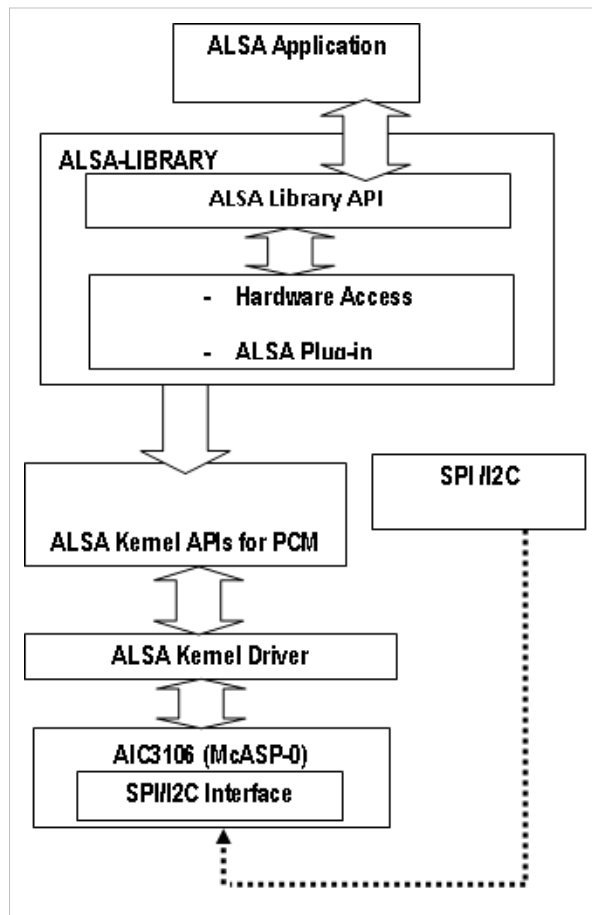 ALSA Application
ALSA-LIBRARY
ALSA Library API
- Hardware Access
- ALSA Plug-in
ALSA Kernel APIs for PCM
SPI /I2C
ALSA Kernel Driver
AIC3106 (McASP-0)
SPI/I2C Interface